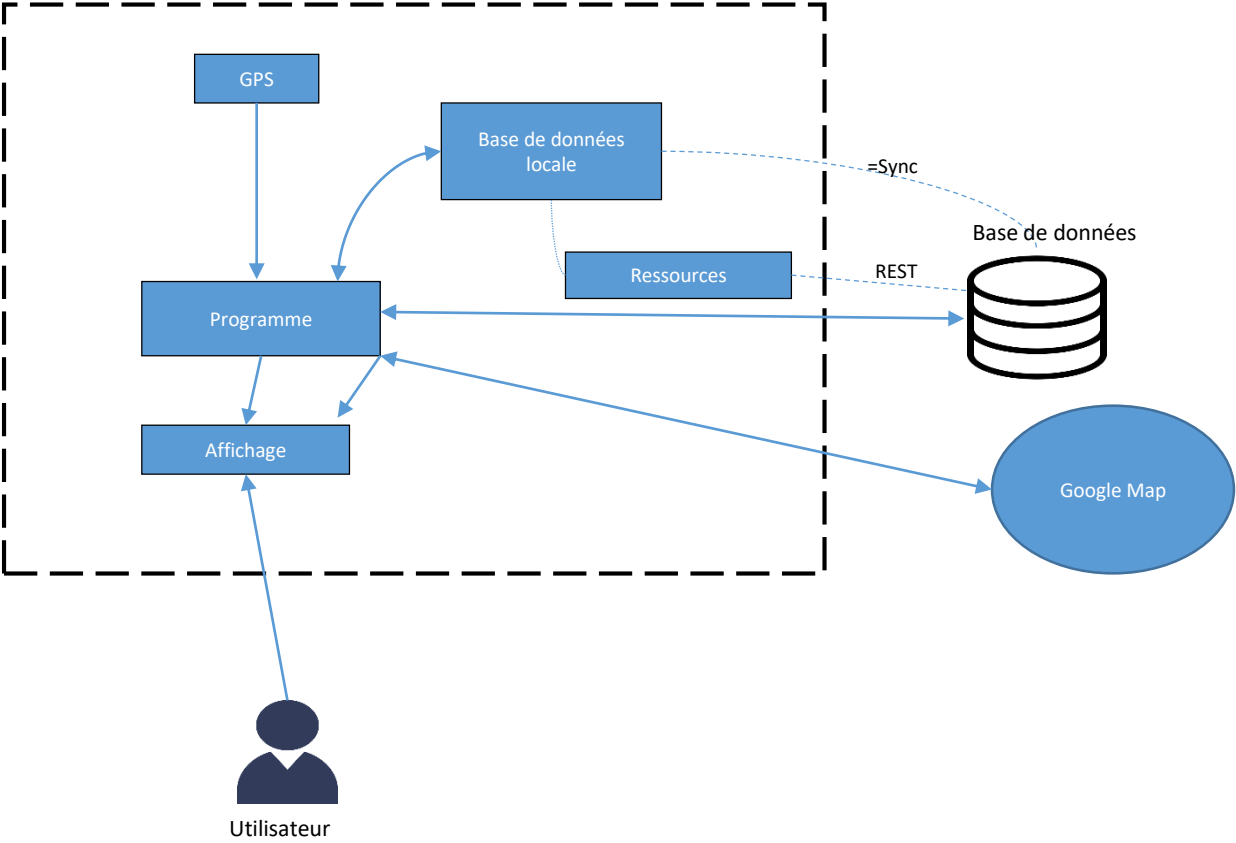 GPS
Base de données
locale
=Sync
Base de données
Ressources
REST
Programme
Affichage
Google Map
Utilisateur